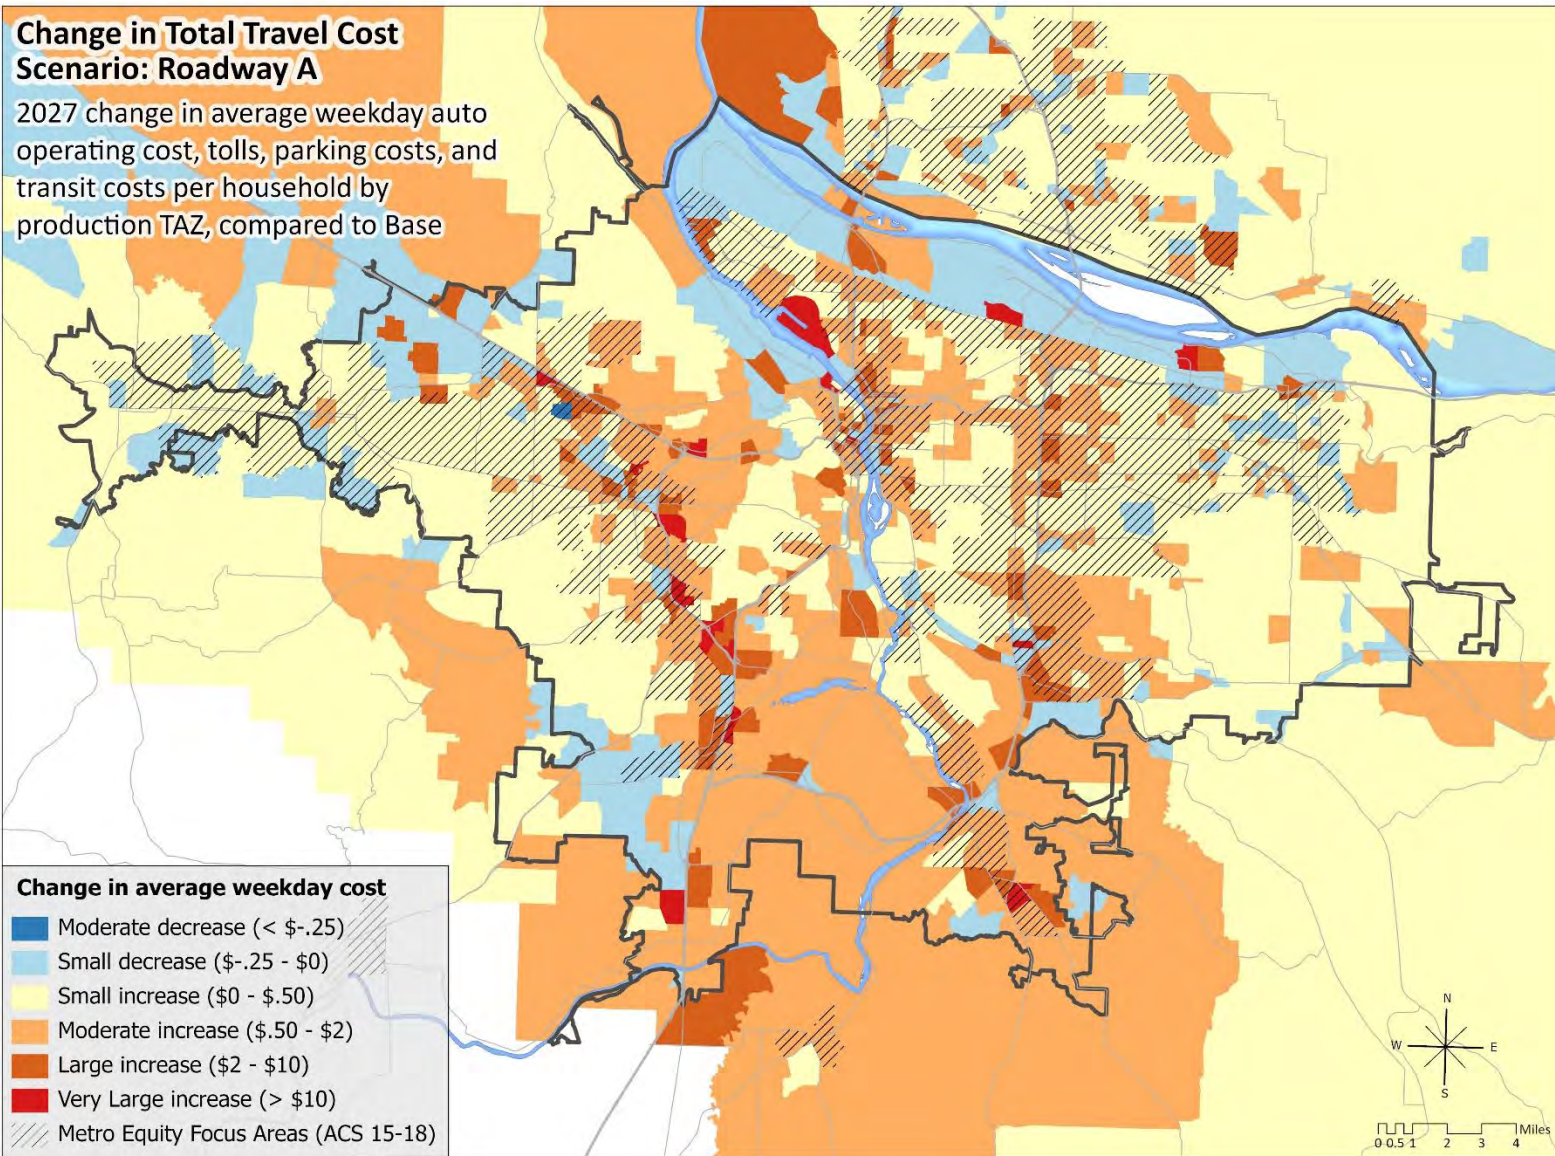 Change in Total Travel Cost
Scenario: Roadway A
2027 change in average weekday auto
operating cost, tolls, parking costs, and
transit costs per household by
production TAZ, compared to Base
Change in average weekday cost
Moderate decrease (< $-.25)
Small decrease ($-.25 - $0)
Small increase ($0 - $.50)
Moderate increase ($.50 - $2)
Large increase ($2 - $10)
Very Large increase (> $10)
Metro Equity Focus Areas (ACS 15-18)
N
W E
S
Miles
0 0.5 1 2 3 4